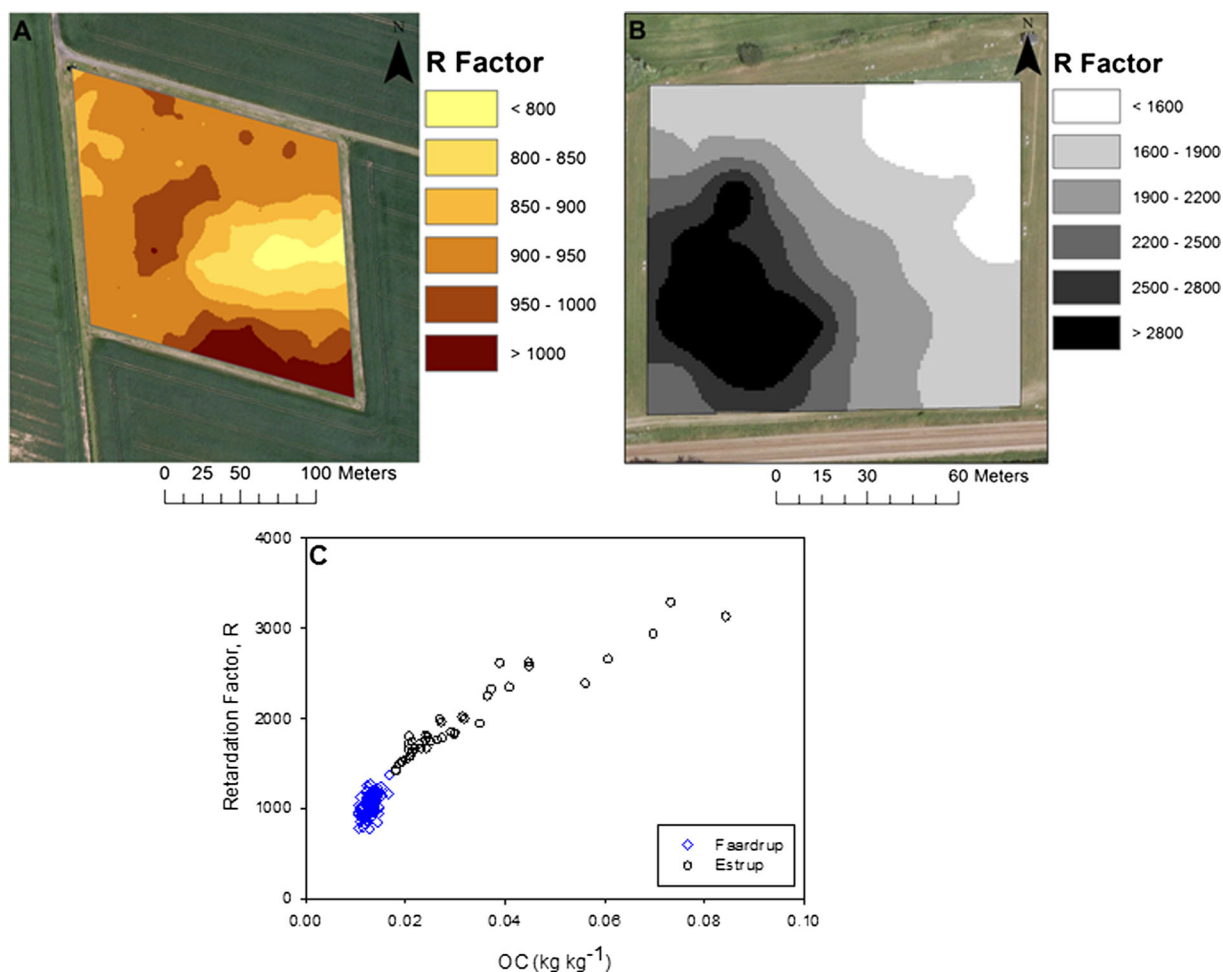 A
N
R Factor
< 800
800 - 850
850 - 900
900 - 950
950 - 1000
> 1000
0 25 50 100 Meters
B
N
R Factor
< 1600
1600 - 1900
1900 - 2200
2200 - 2500
2500 - 2800
> 2800
0 15 30 60 Meters
C
4000
3000
2000
1000
0
Retardation Factor, R
Faardrup
Estrup
0.00 0.02 0.04 0.06 0.08 0.10
OC (kg kg⁻¹)